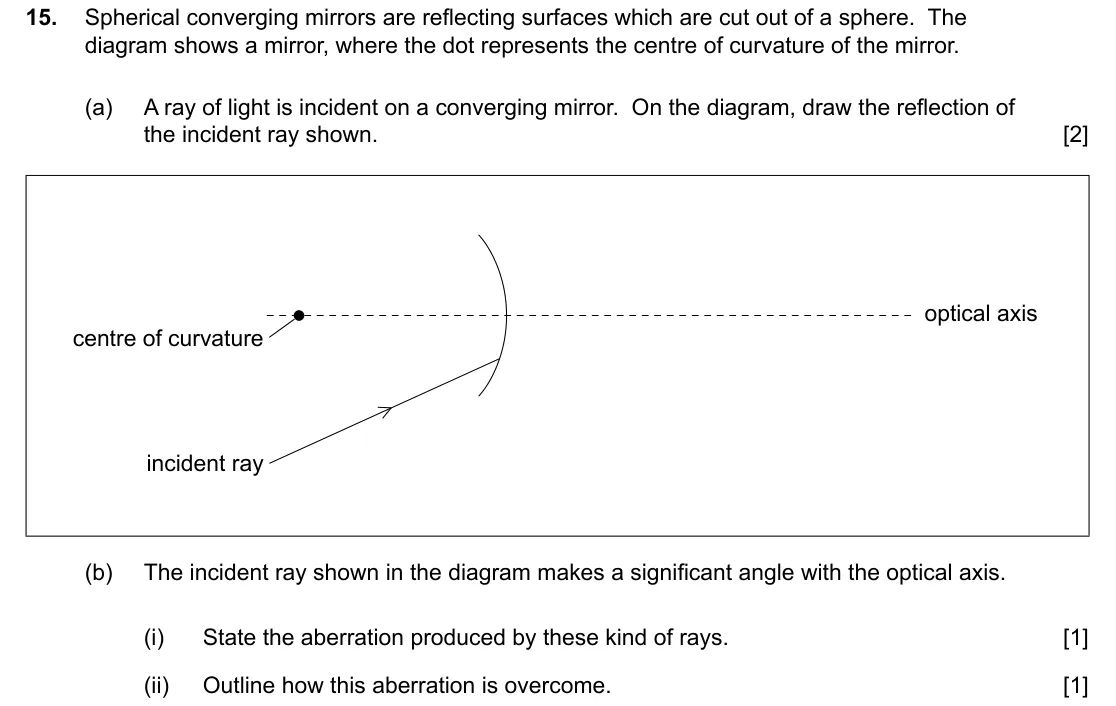 15. Spherical converging mirrors are reflecting surfaces which are cut out of a sphere. The
diagram shows a mirror, where the dot represents the centre of curvature of the mirror.
(a) A ray of light is incident on a converging mirror. On the diagram, draw the reflection of
the incident ray shown. [2]
optical axis
centre of curvature
incident ray
(b) The incident ray shown in the diagram makes a significant angle with the optical axis.
(i) State the aberration produced by these kind of rays. [1]
(ii) Outline how this aberration is overcome. [1]